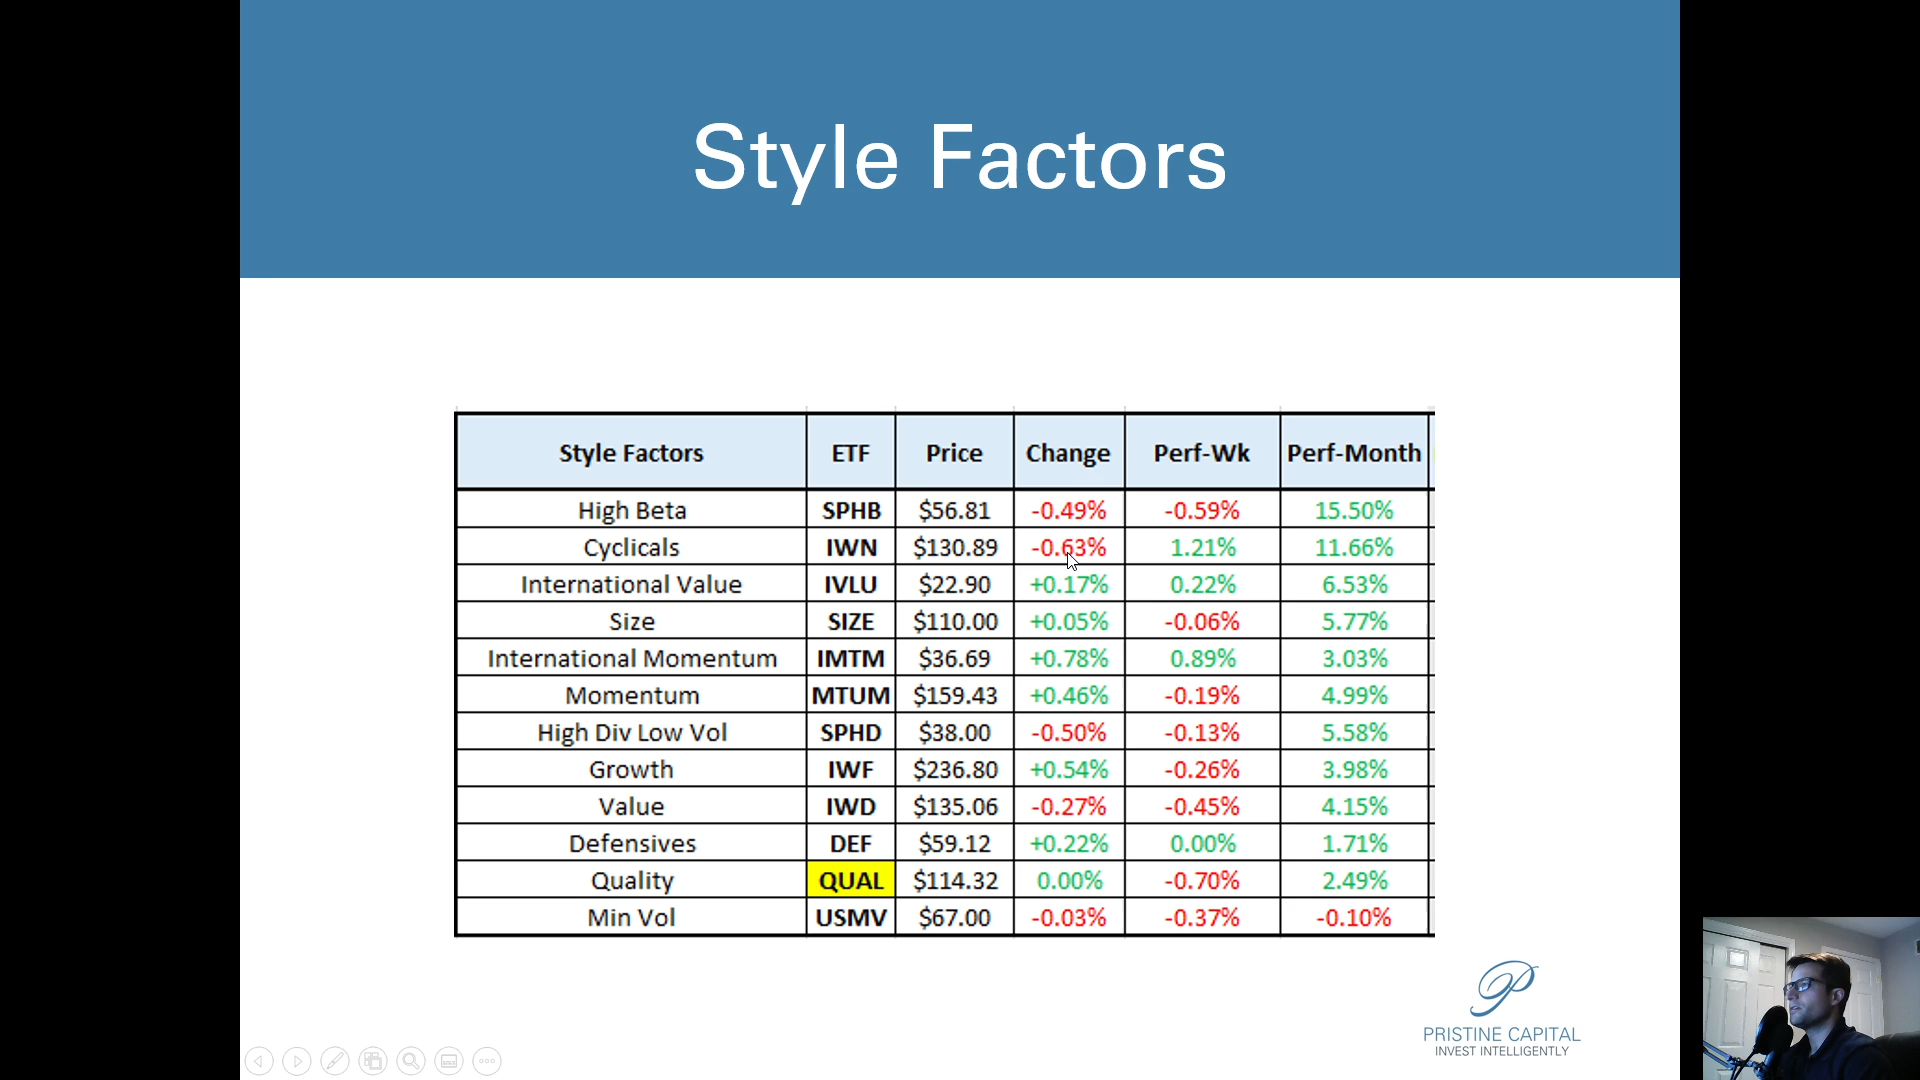 Style Factors
Style Factors ETF Price Change Perf-Wk Perf-Month
High Beta SPHB $56.81 -0.49% -0.59% 15.50%
Cyclicals IWN $130.89 -0.63% 1.21% 11.66%
International Value IVLU $22.90 +0.17% 0.22% 6.53%
Size SIZE $110.00 +0.05% -0.06% 5.77%
International Momentum IMTM $36.69 +0.78% 0.89% 3.03%
Momentum MTUM $159.43 +0.46% -0.19% 4.99%
High Div Low Vol SPHD $38.00 -0.50% -0.13% 5.58%
Growth IWF $236.80 +0.54% -0.26% 3.98%
Value IWD $135.06 -0.27% -0.45% 4.15%
Defensives DEF $59.12 +0.22% 0.00% 1.71%
Quality QUAL $114.32 0.00% -0.70% 2.49%
Min Vol USMV $67.00 -0.03% -0.37% -0.10%
PRISTINE CAPITAL
INVEST INTELLIGENTLY